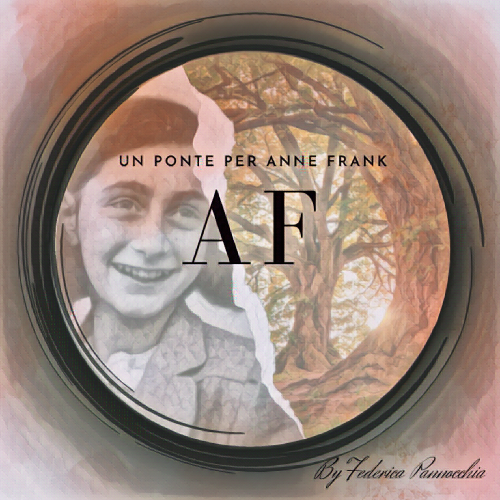 UN PONTE PER ANNE FRANK
AF
By Federica Pannocchia